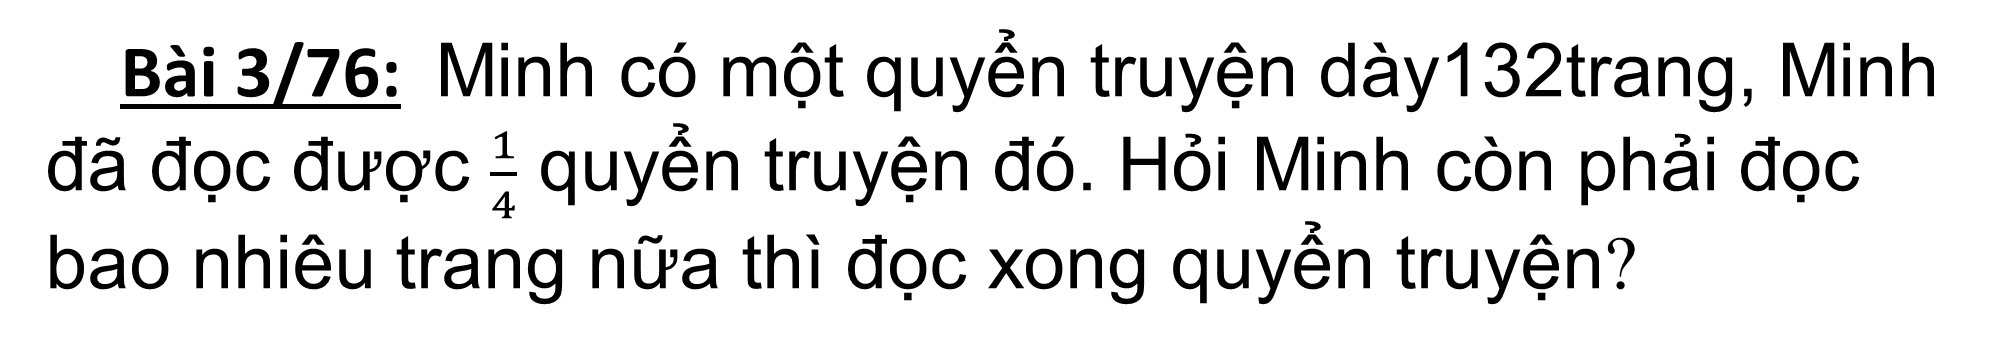 Bài 3/76: Minh có một quyển truyện dày132trang, Minh
đã đọc được 1/4 quyển truyện đó. Hỏi Minh còn phải đọc
bao nhiêu trang nữa thì đọc xong quyển truyện?